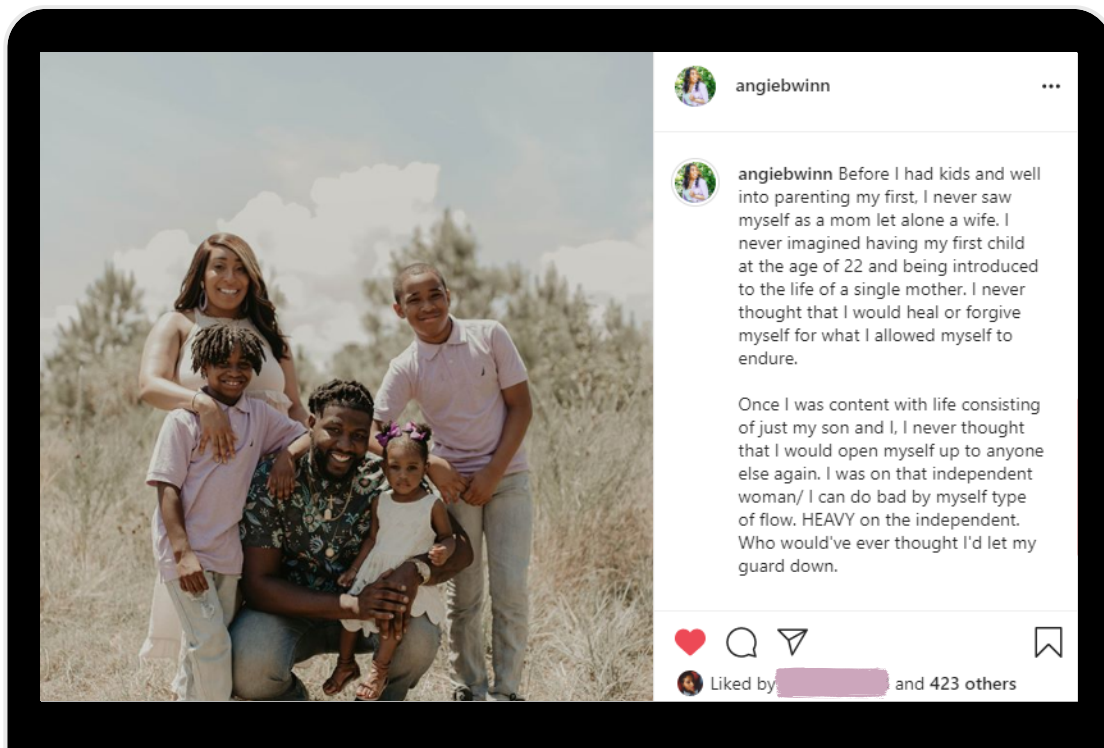 angiebwinn
angiebwinn Before I had kids and well
into parenting my first, I never saw
myself as a mom let alone a wife. I
never imagined having my first child
at the age of 22 and being introduced
to the life of a single mother. I never
thought that I would heal or forgive
myself for what I allowed myself to
endure.
Once I was content with life consisting
of just my son and I, I never thought
that I would open myself up to anyone
else again. I was on that independent
woman/ I can do bad by myself type
of flow. HEAVY on the independent.
Who would've ever thought I'd let my
guard down.
Liked by and 423 others